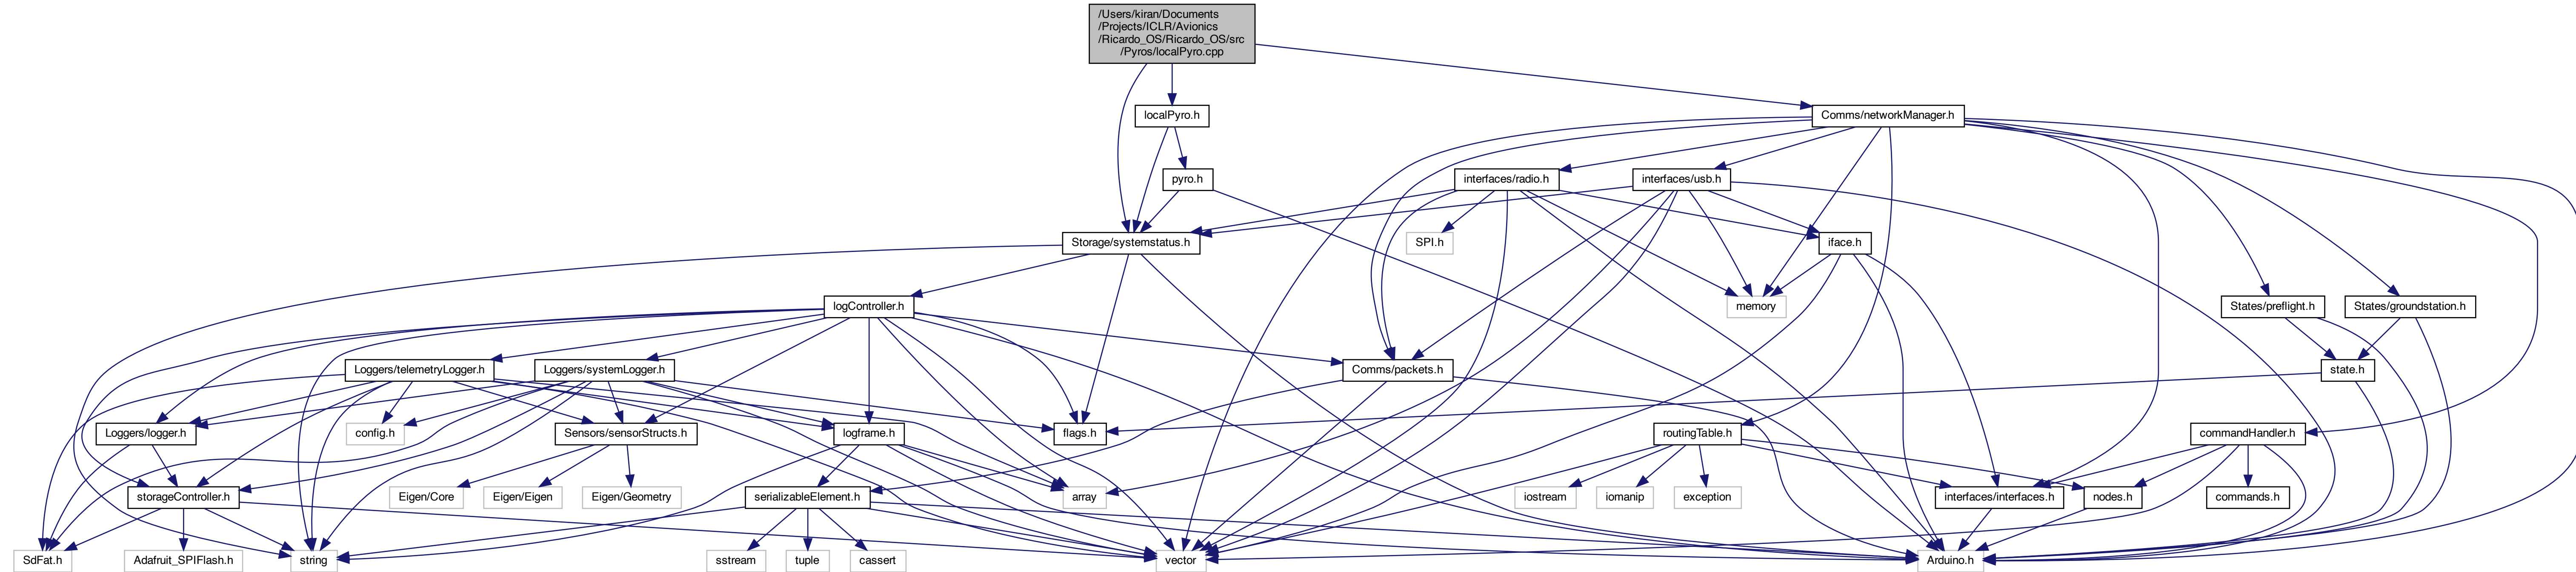 /Users/kiran/Documents
/Projects/ICLR/Avionics
/Ricardo_OS/Ricardo_OS/src
/Pyros/localPyro.cpp
localPyro.h
Comms/networkManager.h
pyro.h
interfaces/radio.h
interfaces/usb.h
Storage/systemstatus.h
SPI.h
iface.h
logController.h
memory
States/preflight.h
States/groundstation.h
Loggers/telemetryLogger.h
Loggers/systemLogger.h
Comms/packets.h
state.h
Loggers/logger.h
config.h
Sensors/sensorStructs.h
logframe.h
flags.h
routingTable.h
commandHandler.h
storageController.h
Eigen/Core
Eigen/Eigen
Eigen/Geometry
serializableElement.h
array
iostream
iomanip
exception
interfaces/interfaces.h
nodes.h
commands.h
SdFat.h
Adafruit_SPIFlash.h
string
sstream
tuple
cassert
vector
Arduino.h